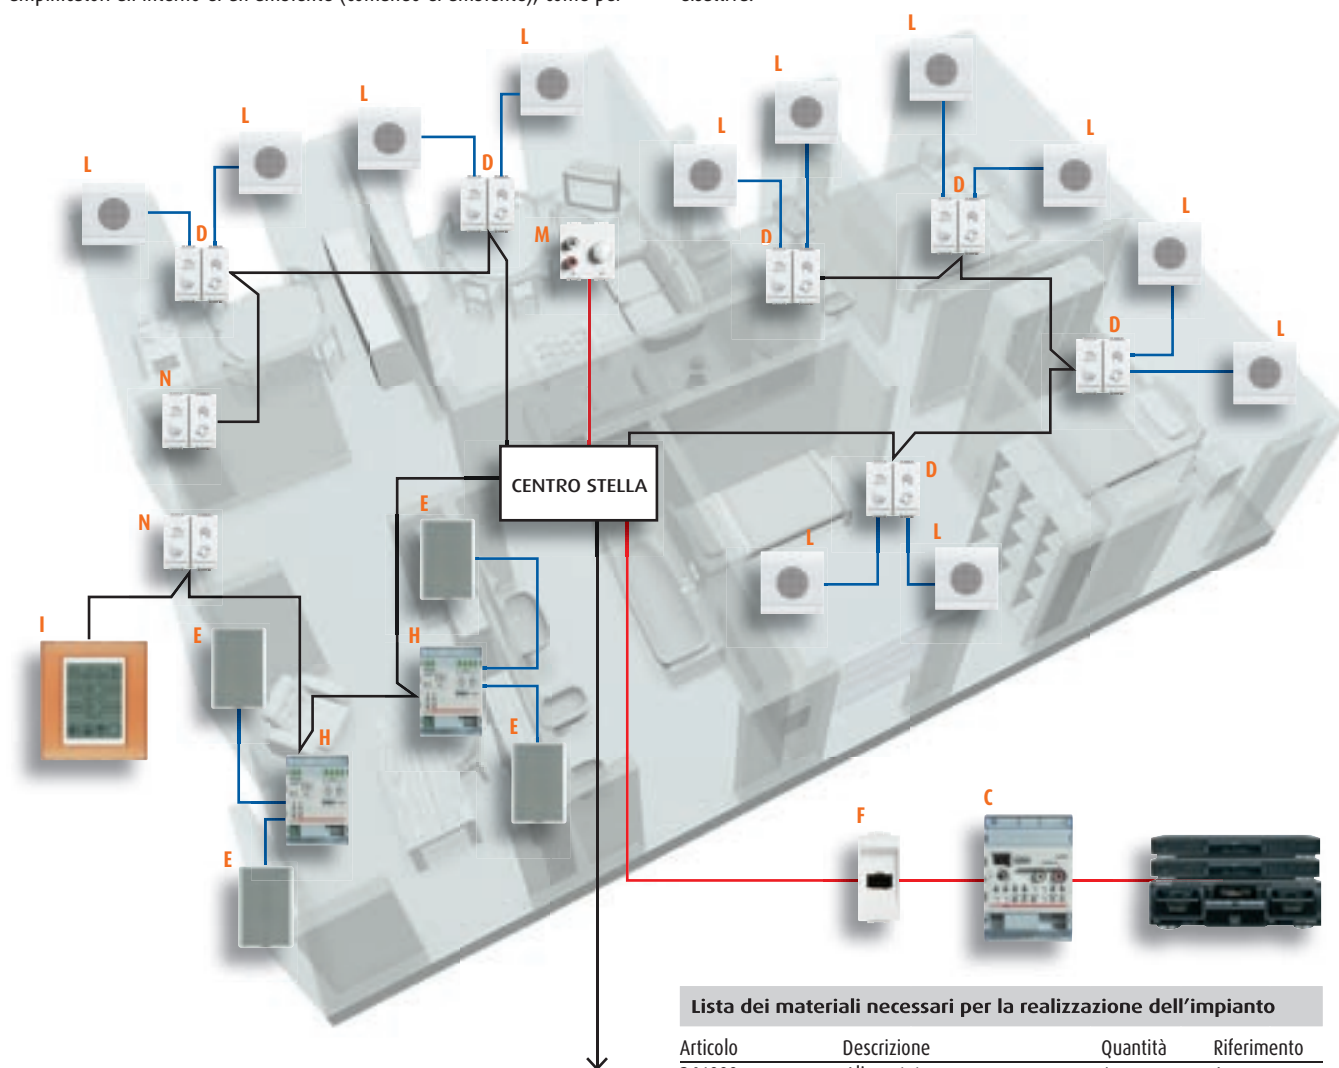 L
L
L
L
L
L
L
L
D
M
L
D
L
D
D
L
D
L
N
CENTRO STELLA
E
D
N
L
L
I
E
H
E
H
E
F
C
Lista dei materiali necessari per la realizzazione dell'impianto
Articolo Descrizione Quantità Riferimento